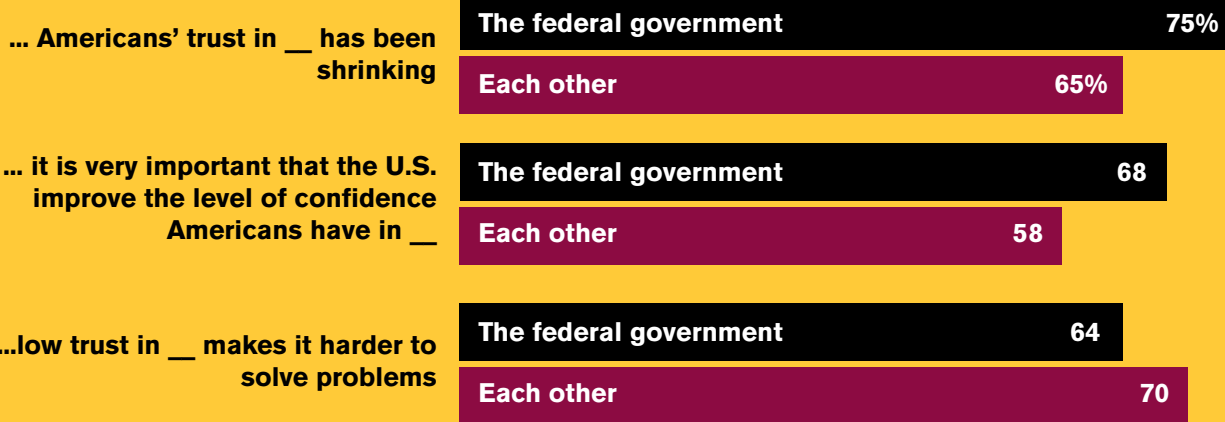 ... Americans' trust in __ has been
shrinking
The federal government 75%
Each other 65%
... it is very important that the U.S.
improve the level of confidence
Americans have in __
The federal government 68
Each other 58
...low trust in __ makes it harder to
solve problems
The federal government 64
Each other 70